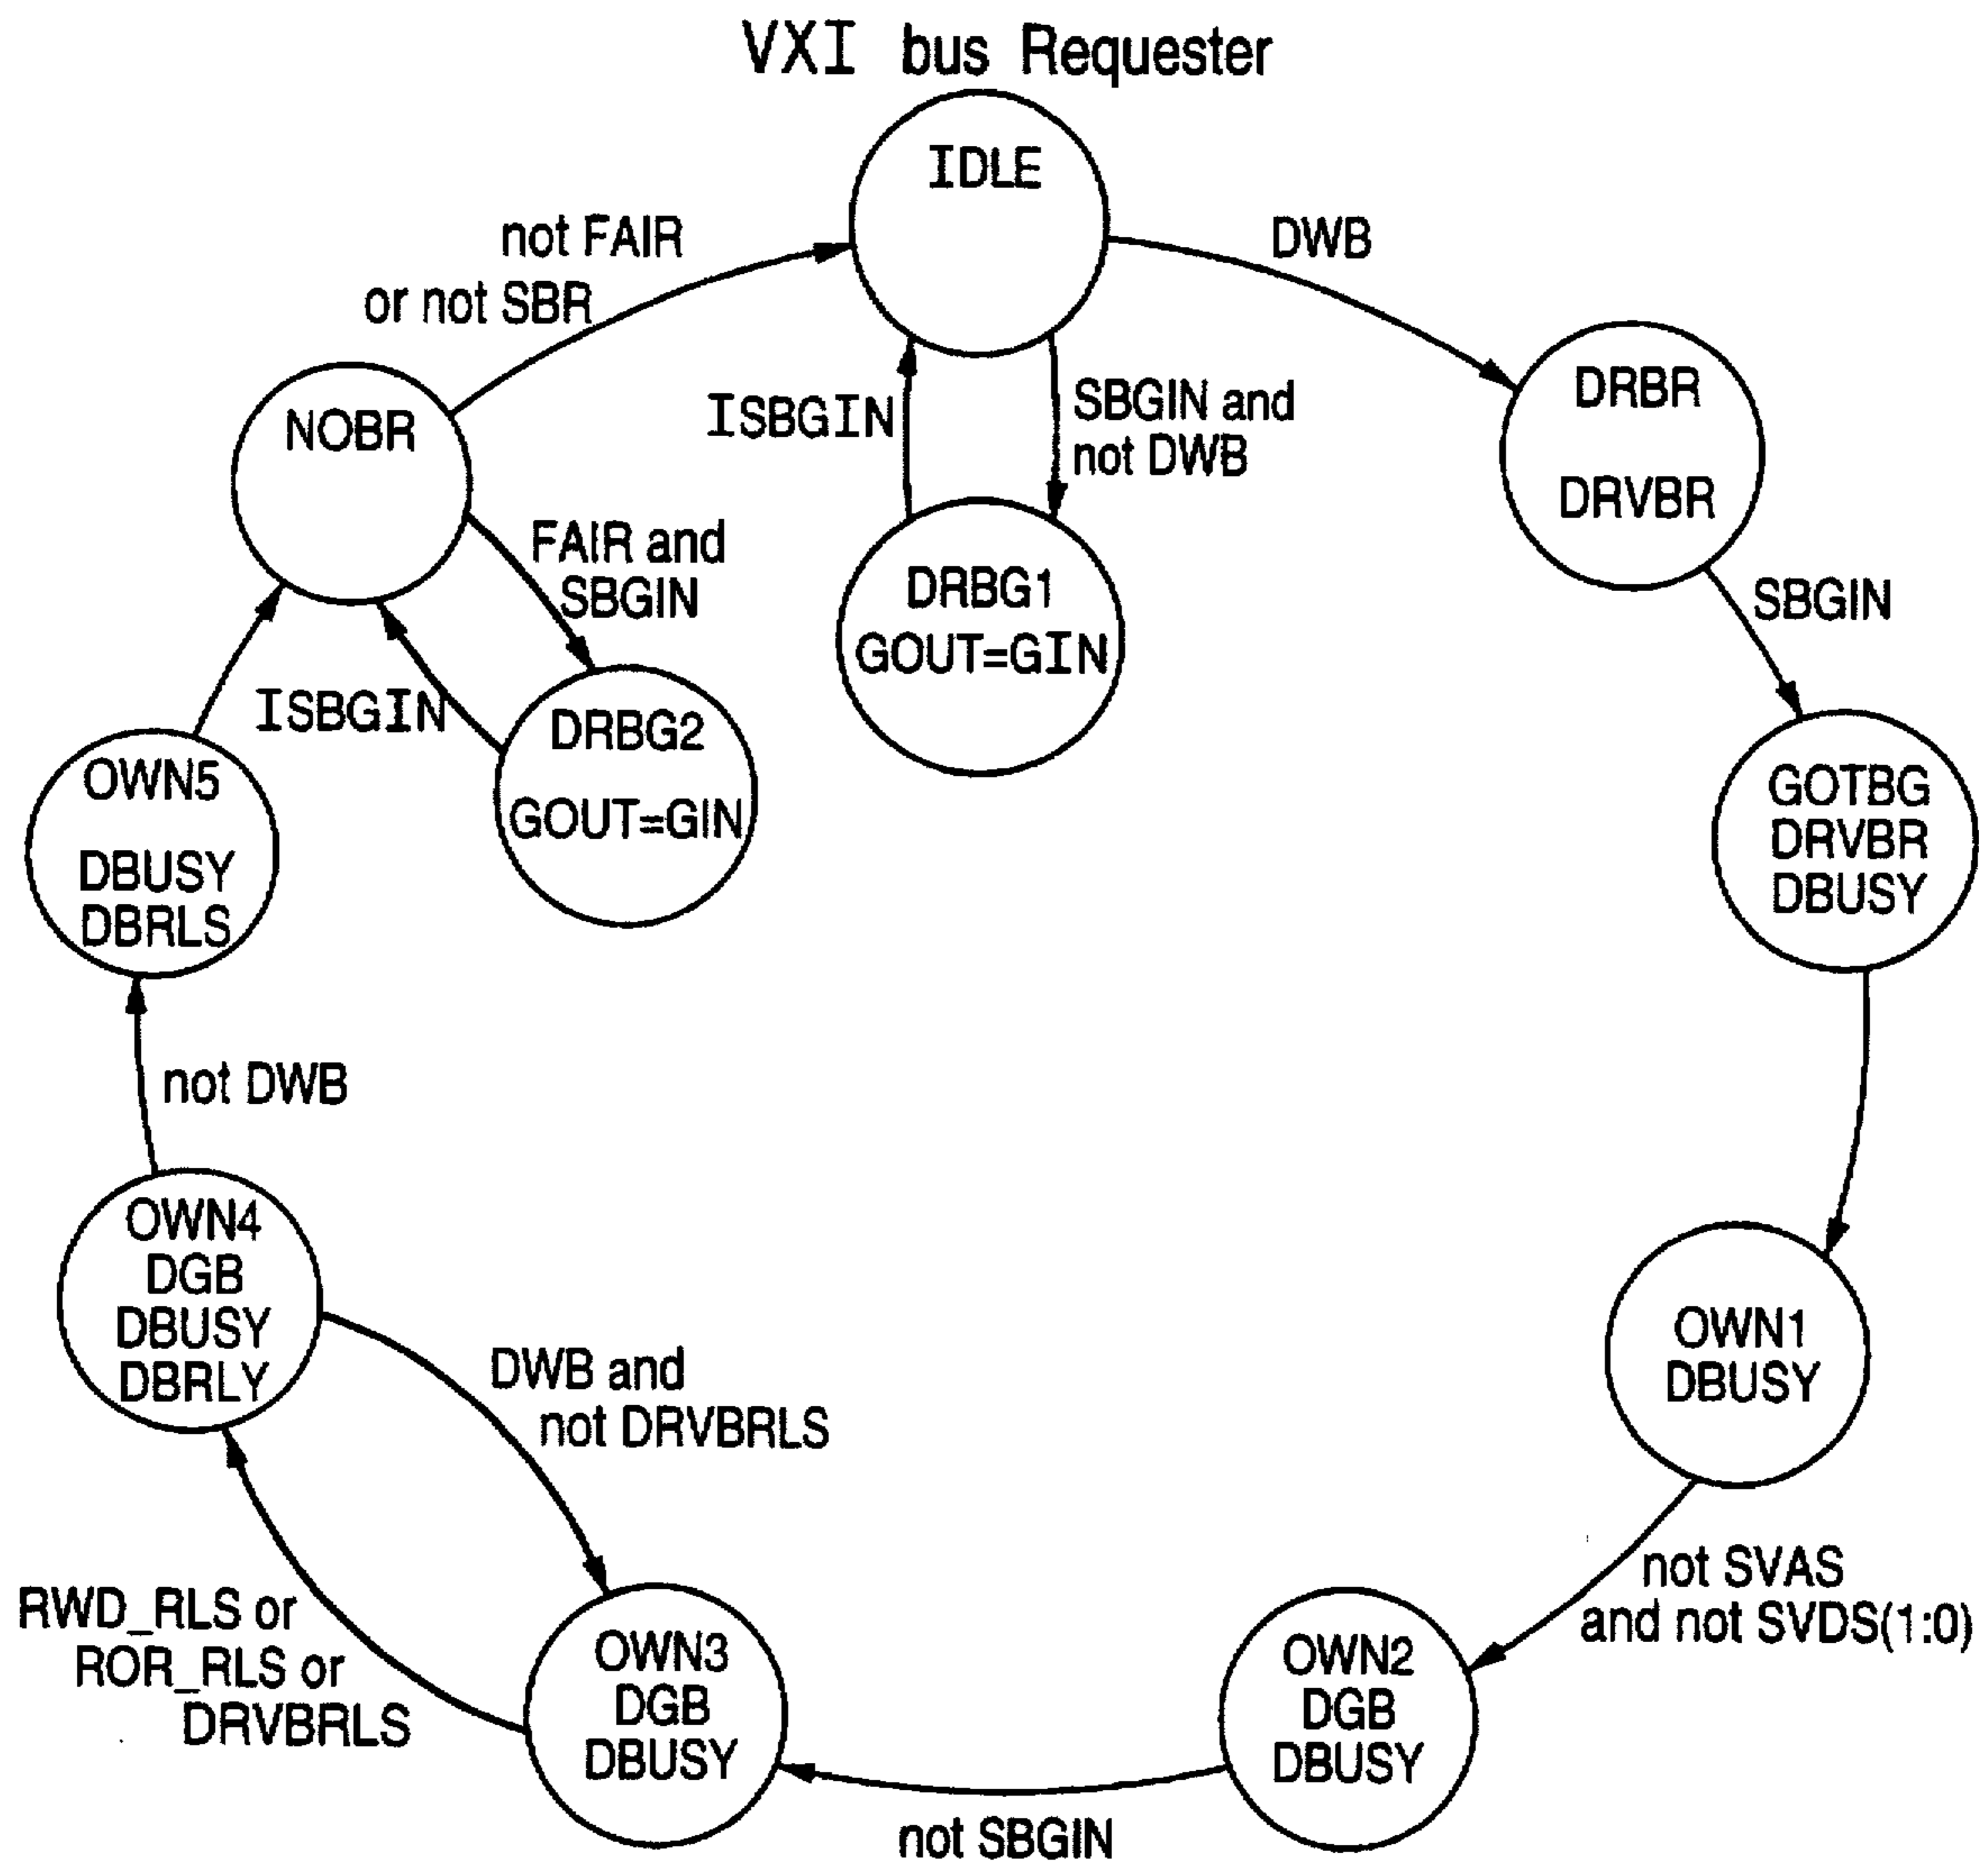 VXI bus Requester
IDLE
not FAIR
or not SBR
DWB
NOBR
ISBGIN
SBGIN and
not DWB
DRBR
DRVBR
FAIR and
SBGIN
DRBG1
GOUT=GIN
SBGIN
ISBGIN
DRBG2
GOUT=GIN
OWN5
DBUSY
DBRLS
GOTBG
DRVBR
DBUSY
not DWB
OWN4
DGB
DBUSY
DBRLY
DWB and
not DRVBRLS
OWN1
DBUSY
RWD_RLS or
ROR_RLS or
DRVBRLS
OWN3
DGB
DBUSY
OWN2
DGB
DBUSY
not SVAS
and not SVDS(1:0)
not SBGIN